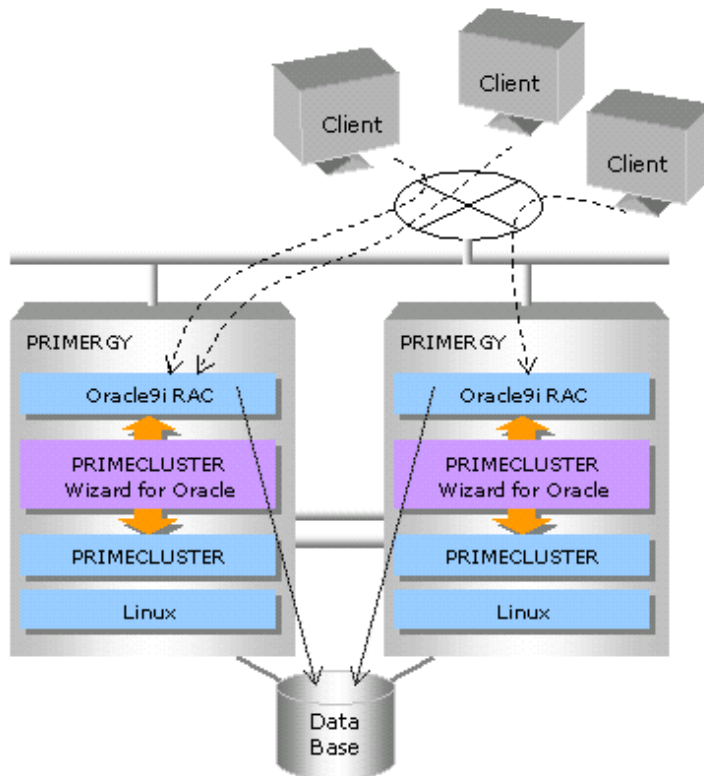 Client
Client
Client
PRIMERGY
Oracle9i RAC
PRIMECLUSTER
Wizard for Oracle
PRIMECLUSTER
Linux
PRIMERGY
Oracle9i RAC
PRIMECLUSTER
Wizard for Oracle
PRIMECLUSTER
Linux
Data
Base